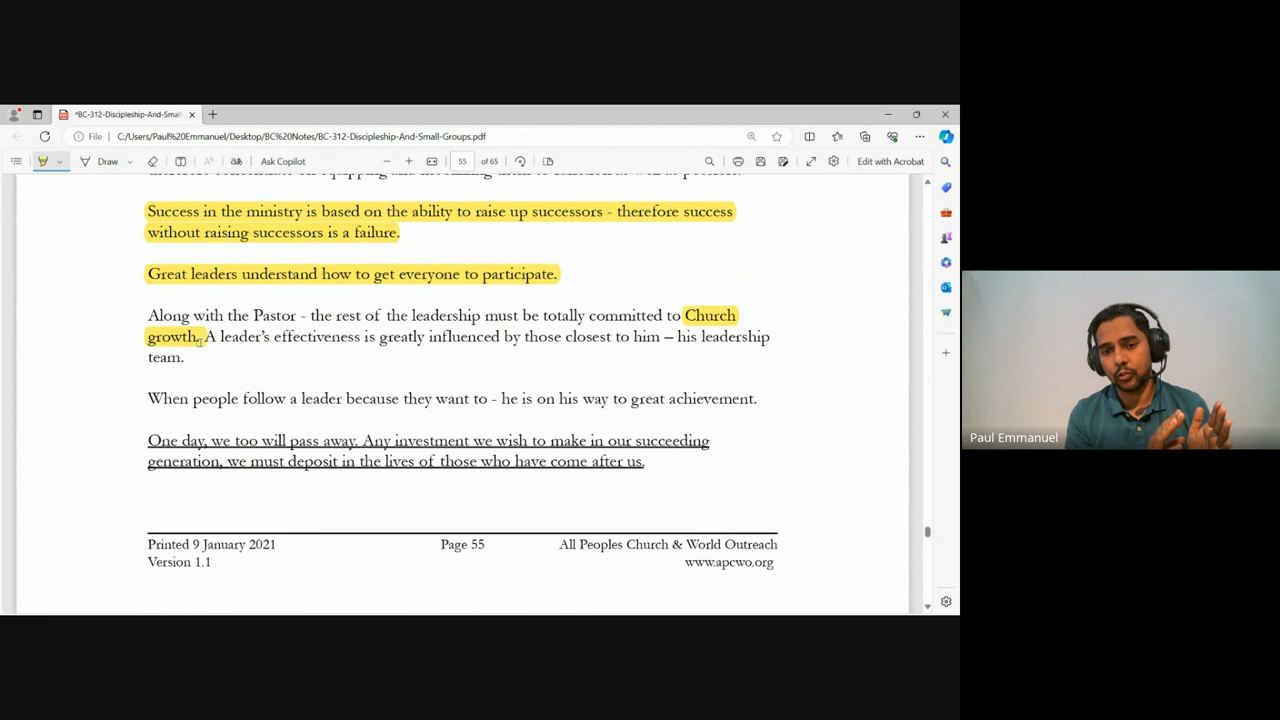 *BC-312-Discipleship-And-Small-
File
C:/Users/Paul%20Emmanuel/Desktop/BC%20Notes/BC-312-Discipleship-And-Small-Groups.pdf
Draw
Ask Copilot
55 of 65
Edit with Acrobat
Success in the ministry is based on the ability to raise up successors - therefore success
without raising successors is a failure.
Great leaders understand how to get everyone to participate.
Along with the Pastor - the rest of the leadership must be totally committed to Church
growth. A leader's effectiveness is greatly influenced by those closest to him – his leadership
team.
When people follow a leader because they want to - he is on his way to great achievement.
One day, we too will pass away. Any investment we wish to make in our succeeding
generation, we must deposit in the lives of those who have come after us.
Printed 9 January 2021 Page 55 All Peoples Church & World Outreach
Version 1.1 www.apcwo.org
Paul Emmanuel